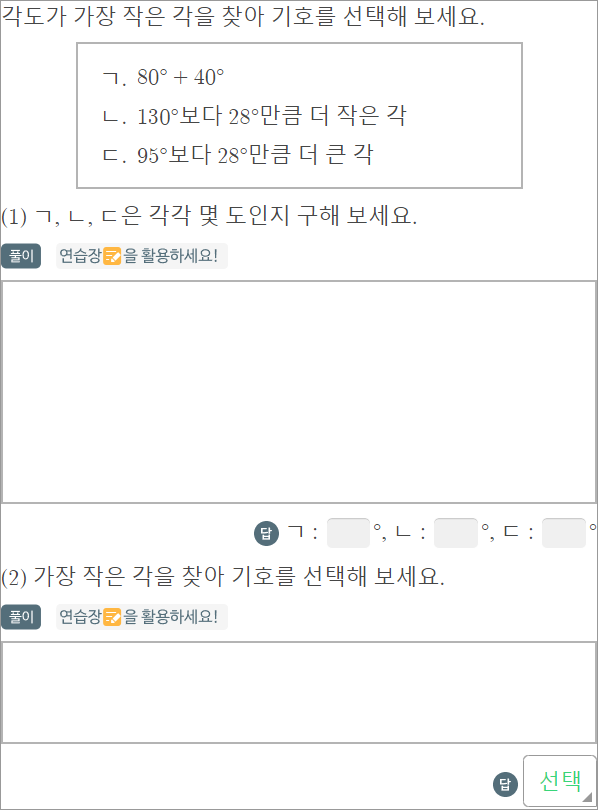 각도가 가장 작은 각을 찾아 기호를 선택해 보세요.
ㄱ. 80° + 40°
ㄴ. 130°보다 28°만큼 더 작은 각
ㄷ. 95°보다 28°만큼 더 큰 각
(1) ㄱ, ㄴ, ㄷ은 각각 몇 도인지 구해 보세요.
풀이 연습장을 활용하세요!
답 ㄱ : °, ㄴ : °, ㄷ : °
(2) 가장 작은 각을 찾아 기호를 선택해 보세요.
풀이 연습장을 활용하세요!
답 선택